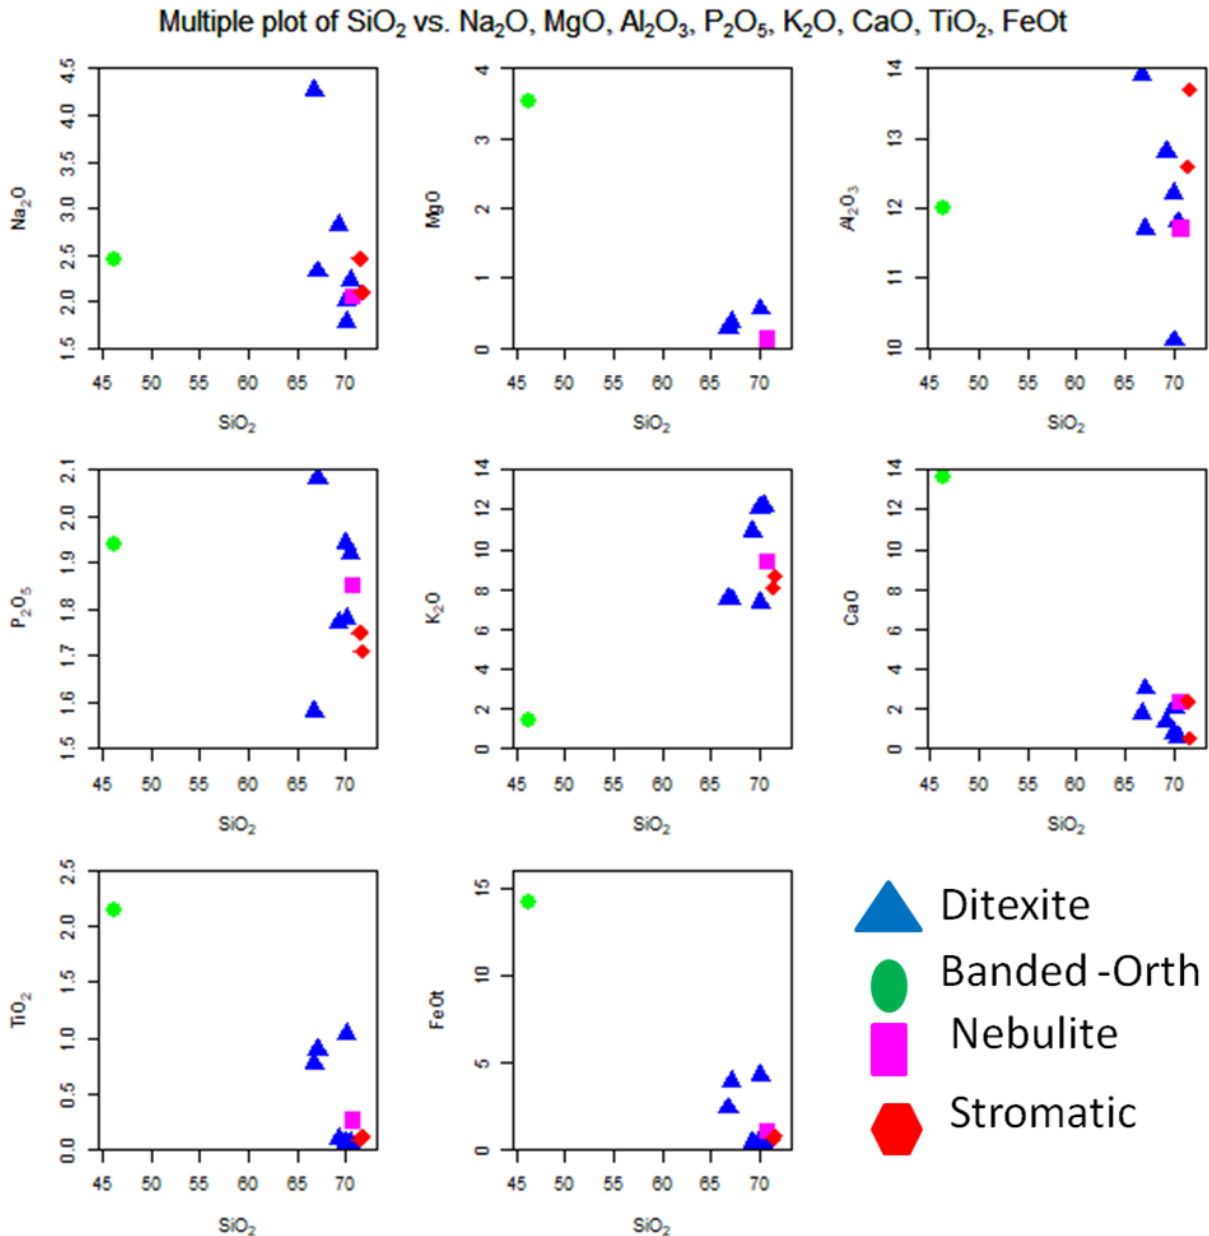 Multiple plot of SiO₂ vs. Na₂O, MgO, Al₂O₃, P₂O₅, K₂O, CaO, TiO₂, FeOt
Na₂O
4.5
4.0
3.5
3.0
2.5
2.0
1.5
45 50 55 60 65 70
SiO₂
MgO
4
3
2
1
0
45 50 55 60 65 70
SiO₂
Al₂O₃
14
13
12
11
10
45 50 55 60 65 70
SiO₂
P₂O₅
2.1
2.0
1.9
1.8
1.7
1.6
1.5
45 50 55 60 65 70
SiO₂
K₂O
14
12
10
8
6
4
2
0
45 50 55 60 65 70
SiO₂
CaO
14
12
10
8
6
4
2
0
45 50 55 60 65 70
SiO₂
TiO₂
2.5
2.0
1.5
1.0
0.5
0.0
45 50 55 60 65 70
SiO₂
FeOt
15
10
5
0
45 50 55 60 65 70
SiO₂
Ditexite
Banded -Orth
Nebulite
Stromatic